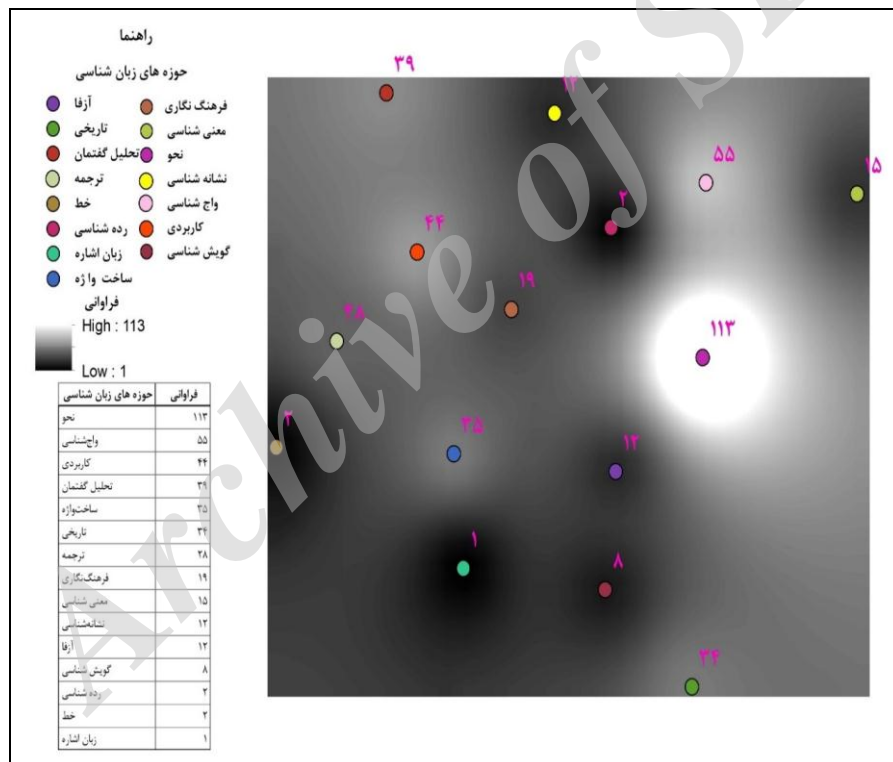 راهنما
حوزه های زبان شناسی
فرهنگ نگاری
معنی شناسی
نحو
نشانه شناسی
واج شناسی
کاربردی
گویش شناسی
آزفا
تاریخی
تحلیل گفتمان
ترجمه
خط
رده شناسی
زبان اشاره
ساخت واژه
فراوانی
High : 113
Low : 1
فراوانی حوزه های زبان شناسی
۱۱۳ نحو
۵۵ واج‌شناسی
۴۴ کاربردی
۳۹ تحلیل گفتمان
۳۵ ساخت‌واژه
۳۴ تاریخی
۲۸ ترجمه
۱۹ فرهنگ‌نگاری
۱۵ معنی شناسی
۱۲ نشانه‌شناسی
۱۲ آزفا
۸ گویش شناسی
۲ رده شناسی
۲ خط
۱ زبان اشاره
۳۹
۱۲
۵۵
۱۵
۲
۴۴
۱۹
۲۸
۱۱۳
۲
۳۵
۱۲
۱
۸
۳۴
Archive of